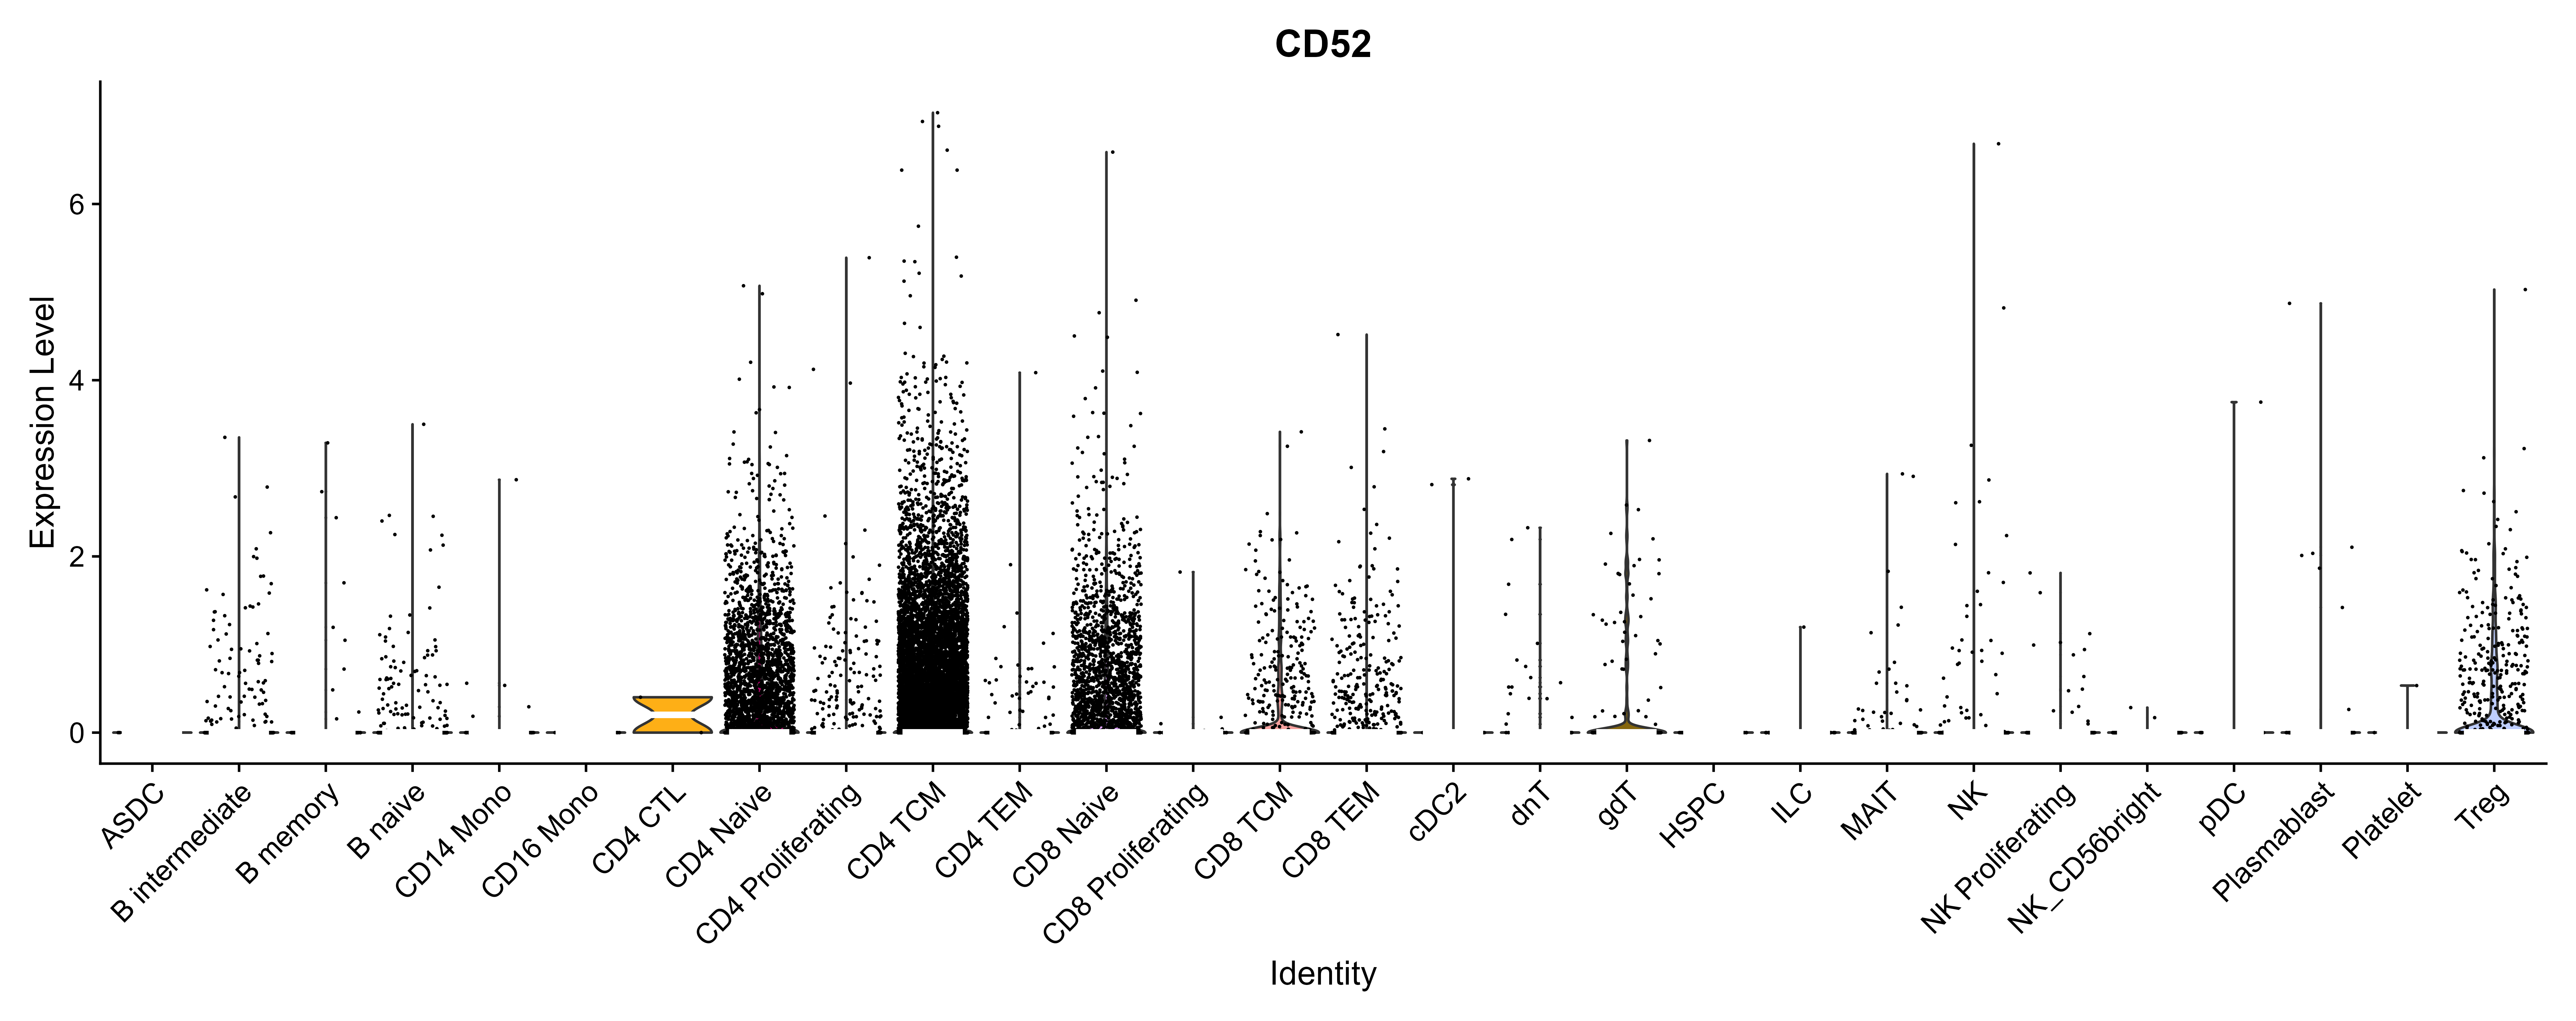 CD52
Expression Level
6
4
2
0
ASDC
B intermediate
B memory
B naive
CD14 Mono
CD16 Mono
CD4 CTL
CD4 Naive
CD4 Proliferating
CD4 TCM
CD4 TEM
CD8 Naive
CD8 Proliferating
CD8 TCM
CD8 TEM
cDC2
dnT
gdT
HSPC
ILC
MAIT
NK
NK Proliferating
NK_CD56bright
pDC
Plasmablast
Platelet
Treg
Identity